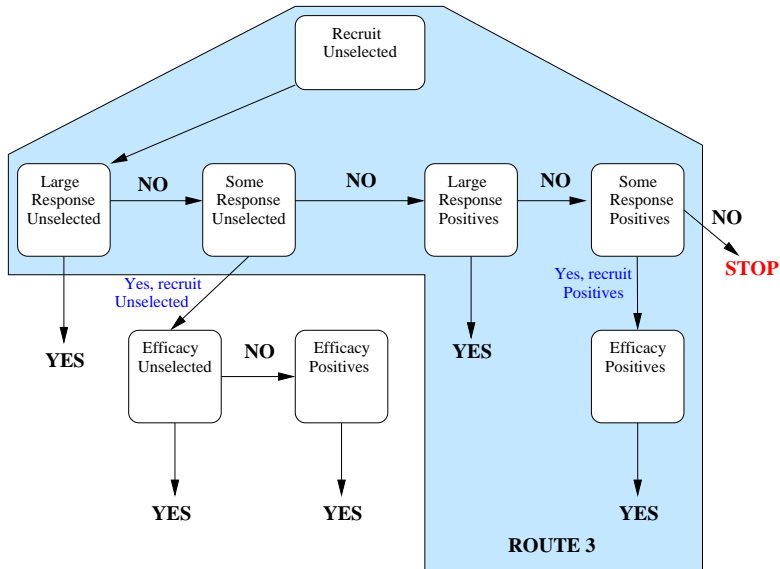 Recruit
Unselected
Large
Response
Unselected
NO
Some
Response
Unselected
NO
Large
Response
Positives
NO
Some
Response
Positives
NO
STOP
Yes, recruit
Unselected
Yes, recruit
Positives
YES
Efficacy
Unselected
NO
Efficacy
Positives
YES
Efficacy
Positives
YES
YES
YES
ROUTE 3